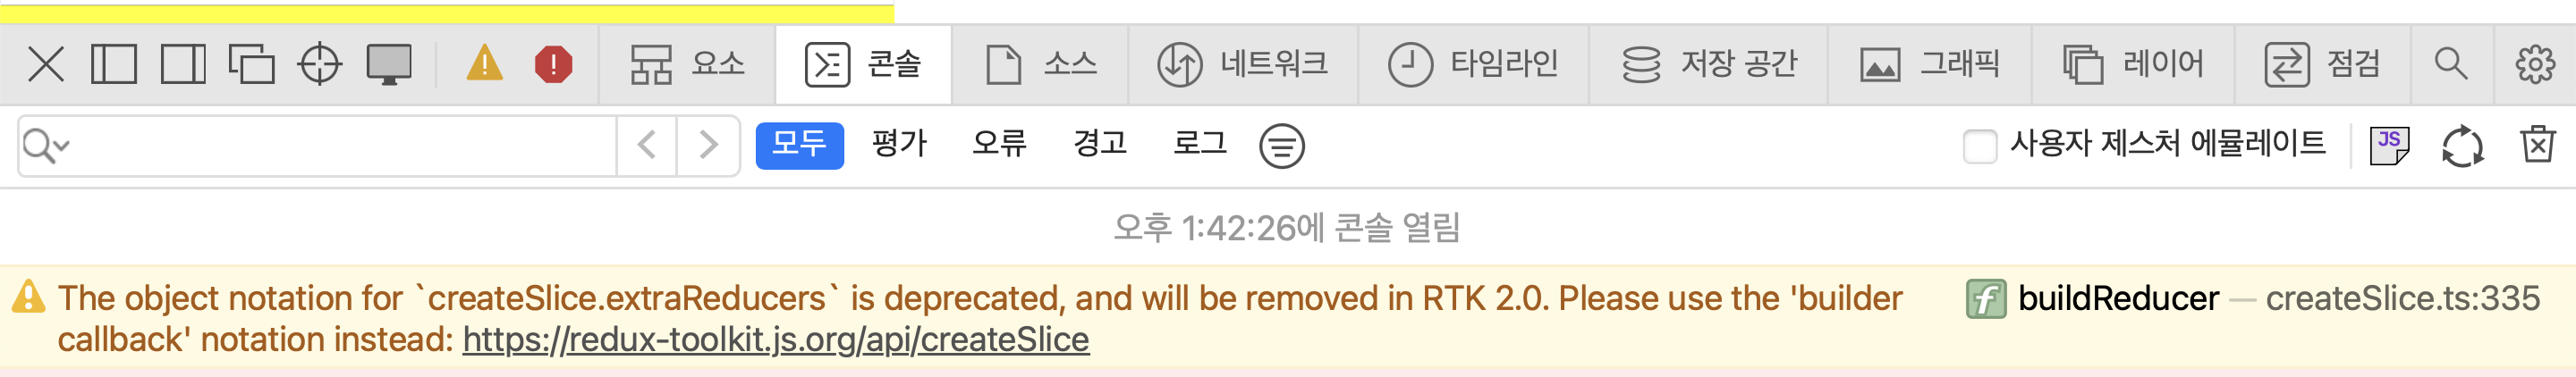 요소 콘솔 소스 네트워크 타임라인 저장 공간 그래픽 레이어 점검
모두 평가 오류 경고 로그 사용자 제스처 에뮬레이트 JS
오후 1:42:26에 콘솔 열림
The object notation for `createSlice.extraReducers` is deprecated, and will be removed in RTK 2.0. Please use the 'builder f buildReducer — createSlice.ts:335
callback' notation instead: https://redux-toolkit.js.org/api/createSlice